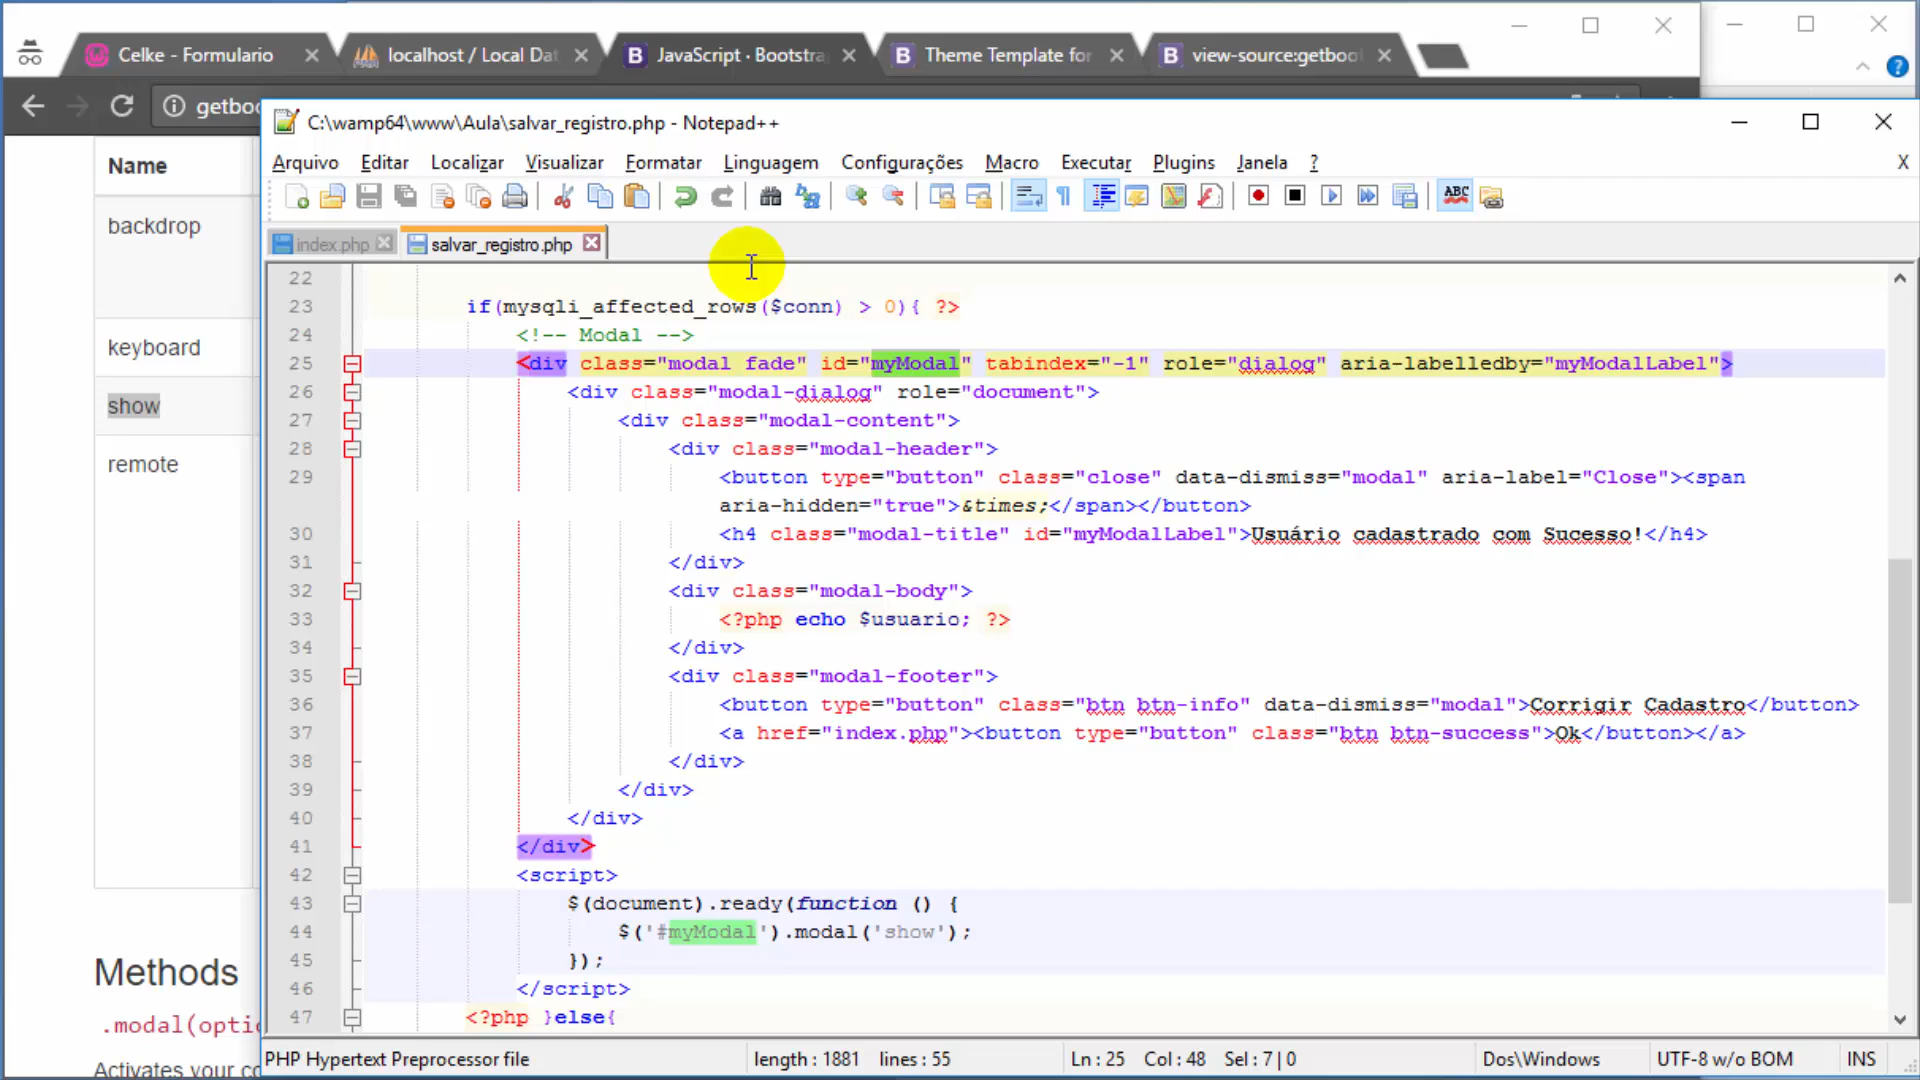 Celke - Formulario
localhost / Local Dat
JavaScript · Bootstra
Theme Template for
view-source:getboot
getboo
C:\wamp64\www\Aula\salvar_registro.php - Notepad++
Arquivo Editar Localizar Visualizar Formatar Linguagem Configurações Macro Executar Plugins Janela ? X
index.php salvar_registro.php
Name
backdrop
keyboard
show
remote
Methods
.modal(optio
Activates your co
22
23 if(mysqli_affected_rows($conn) > 0){ ?>
24 <!-- Modal -->
25 <div class="modal fade" id="myModal" tabindex="-1" role="dialog" aria-labelledby="myModalLabel">
26 <div class="modal-dialog" role="document">
27 <div class="modal-content">
28 <div class="modal-header">
29 <button type="button" class="close" data-dismiss="modal" aria-label="Close"><span
aria-hidden="true">&times;</span></button>
30 <h4 class="modal-title" id="myModalLabel">Usuário cadastrado com Sucesso!</h4>
31 </div>
32 <div class="modal-body">
33 <?php echo $usuario; ?>
34 </div>
35 <div class="modal-footer">
36 <button type="button" class="btn btn-info" data-dismiss="modal">Corrigir Cadastro</button>
37 <a href="index.php"><button type="button" class="btn btn-success">Ok</button></a>
38 </div>
39 </div>
40 </div>
41 </div>
42 <script>
43 $(document).ready(function () {
44 $('#myModal').modal('show');
45 });
46 </script>
47 <?php }else{
PHP Hypertext Preprocessor file length : 1881 lines : 55 Ln : 25 Col : 48 Sel : 7 | 0 Dos\Windows UTF-8 w/o BOM INS